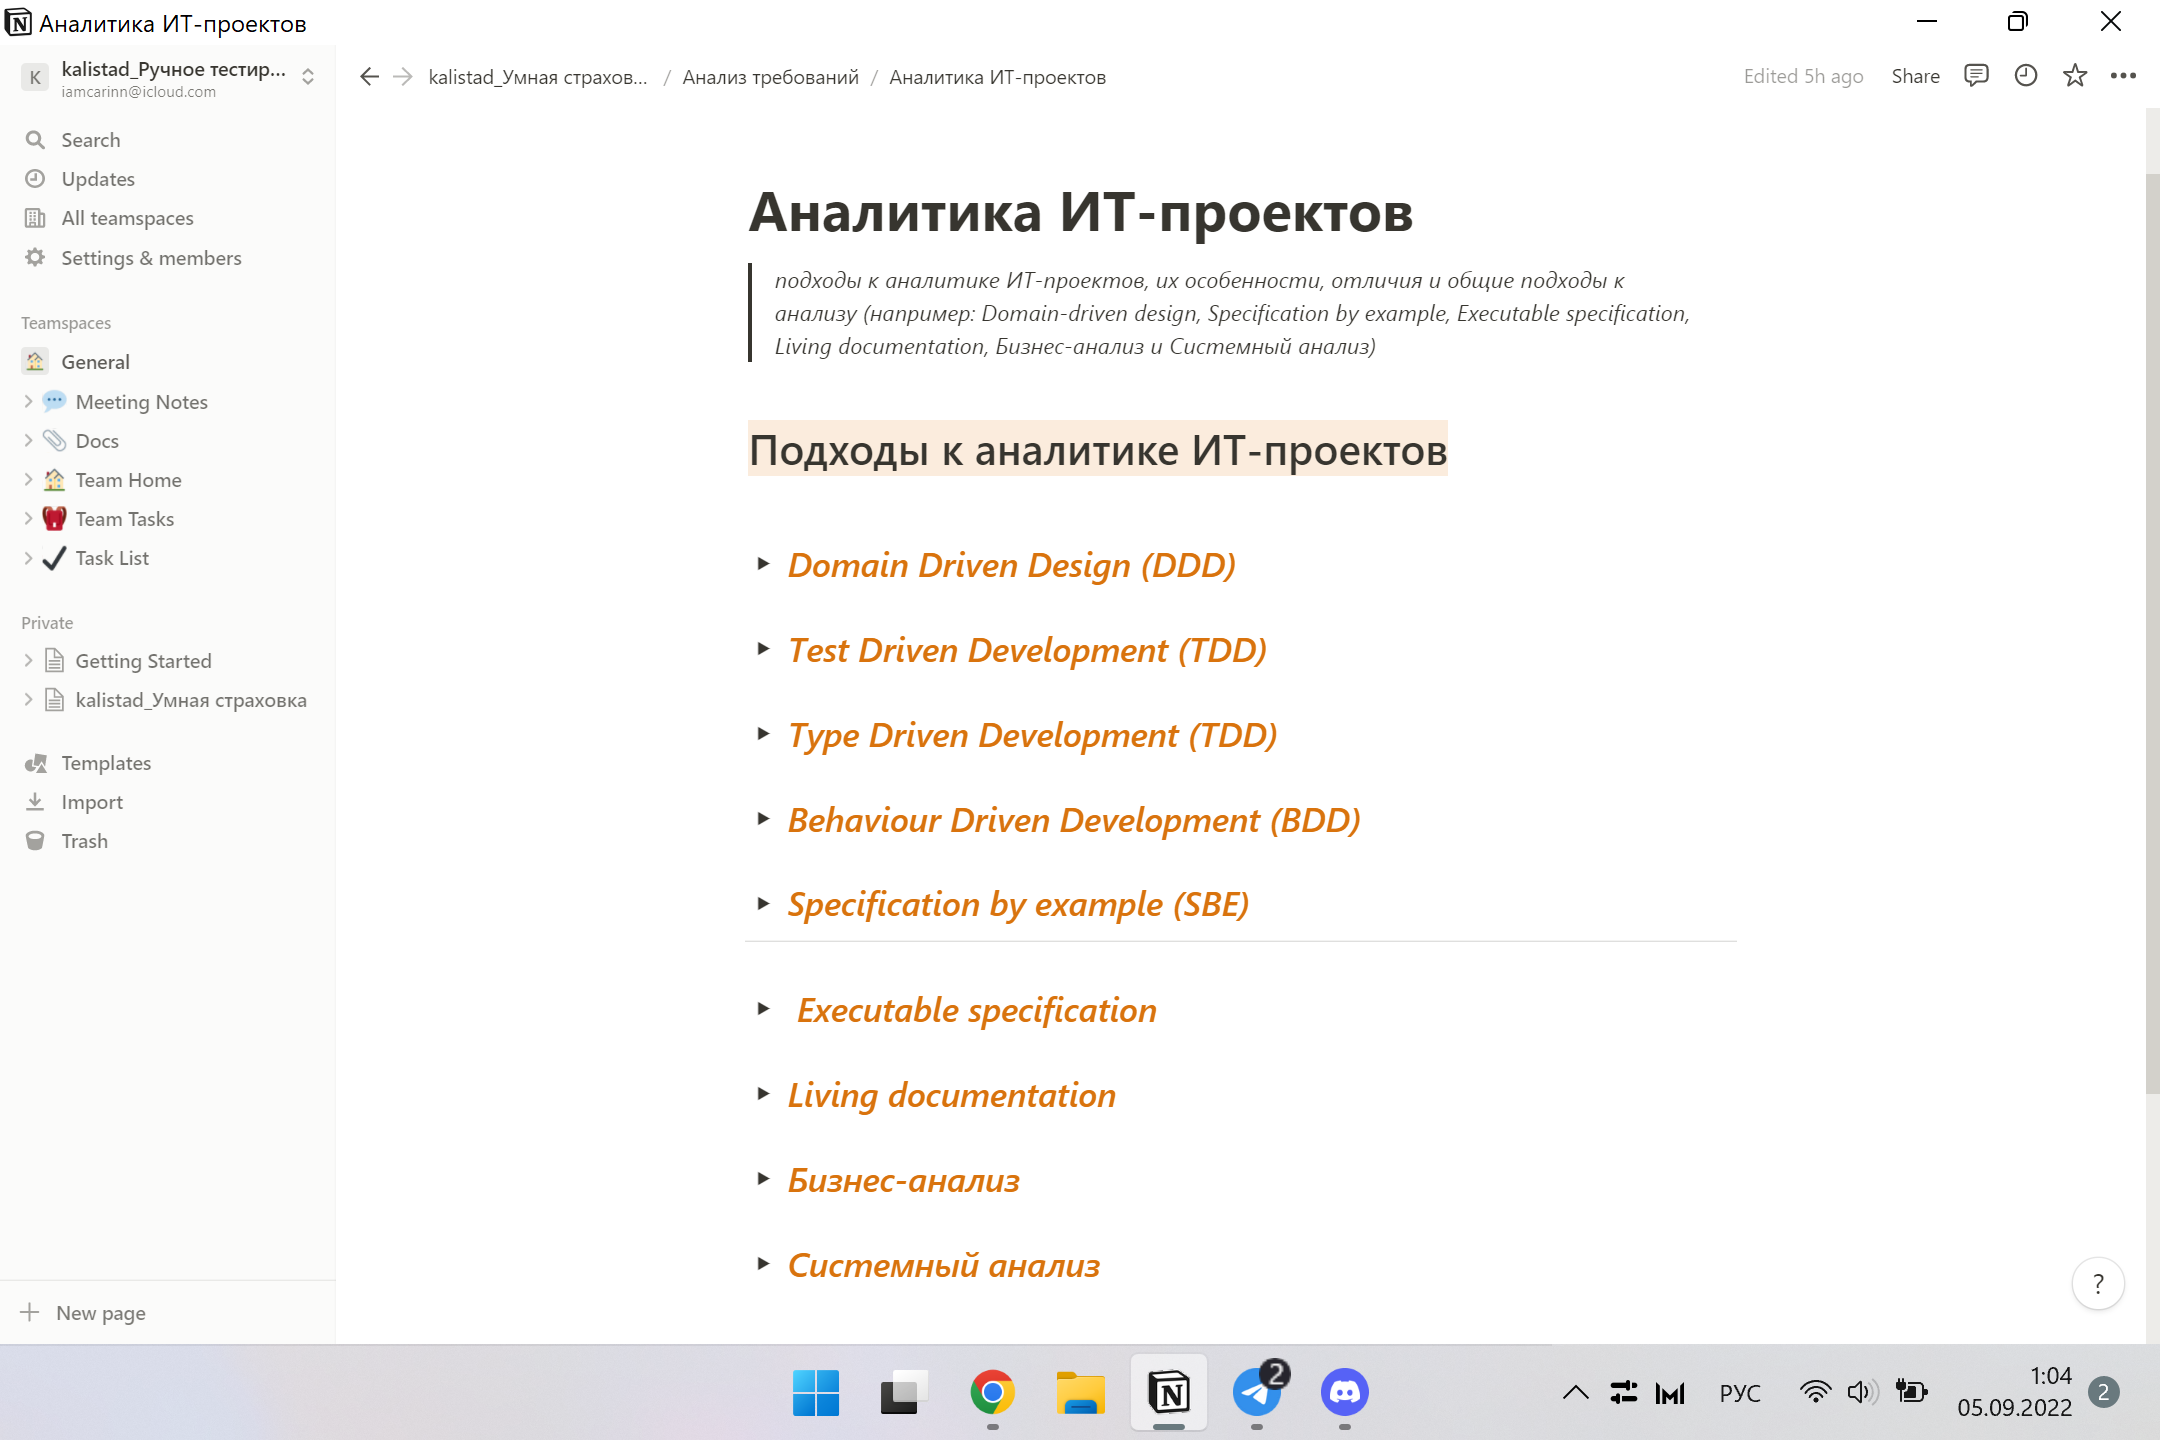 Аналитика ИТ-проектов
K
kalistad_Ручное тестир...
iamcarinn@icloud.com
Search
Updates
All teamspaces
Settings & members
Teamspaces
General
Meeting Notes
Docs
Team Home
Team Tasks
Task List
Private
Getting Started
kalistad_Умная страховка
Templates
Import
Trash
New page
kalistad_Умная страхов... / Анализ требований / Аналитика ИТ-проектов
Edited 5h ago Share
Аналитика ИТ-проектов
подходы к аналитике ИТ-проектов, их особенности, отличия и общие подходы к
анализу (например: Domain-driven design, Specification by example, Executable specification,
Living documentation, Бизнес-анализ и Системный анализ)
Подходы к аналитике ИТ-проектов
Domain Driven Design (DDD)
Test Driven Development (TDD)
Type Driven Development (TDD)
Behaviour Driven Development (BDD)
Specification by example (SBE)
Executable specification
Living documentation
Бизнес-анализ
Системный анализ
?
N
2
РУС
1:04
05.09.2022
2